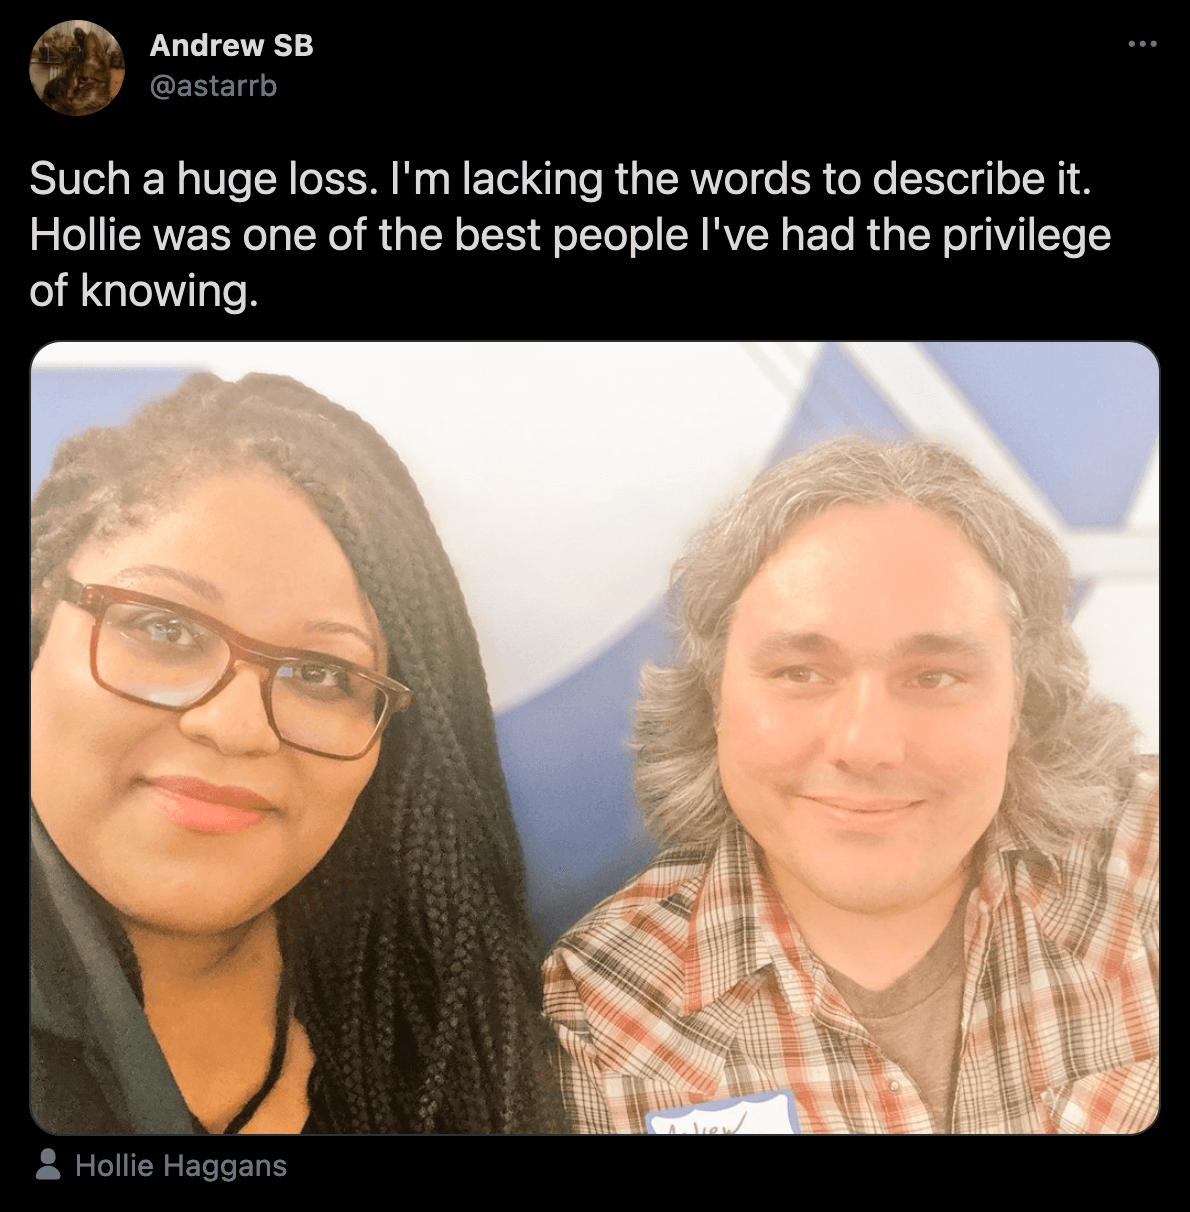 Andrew SB
@astarrb
Such a huge loss. I'm lacking the words to describe it.
Hollie was one of the best people I've had the privilege
of knowing.
Andrew
Hollie Haggans